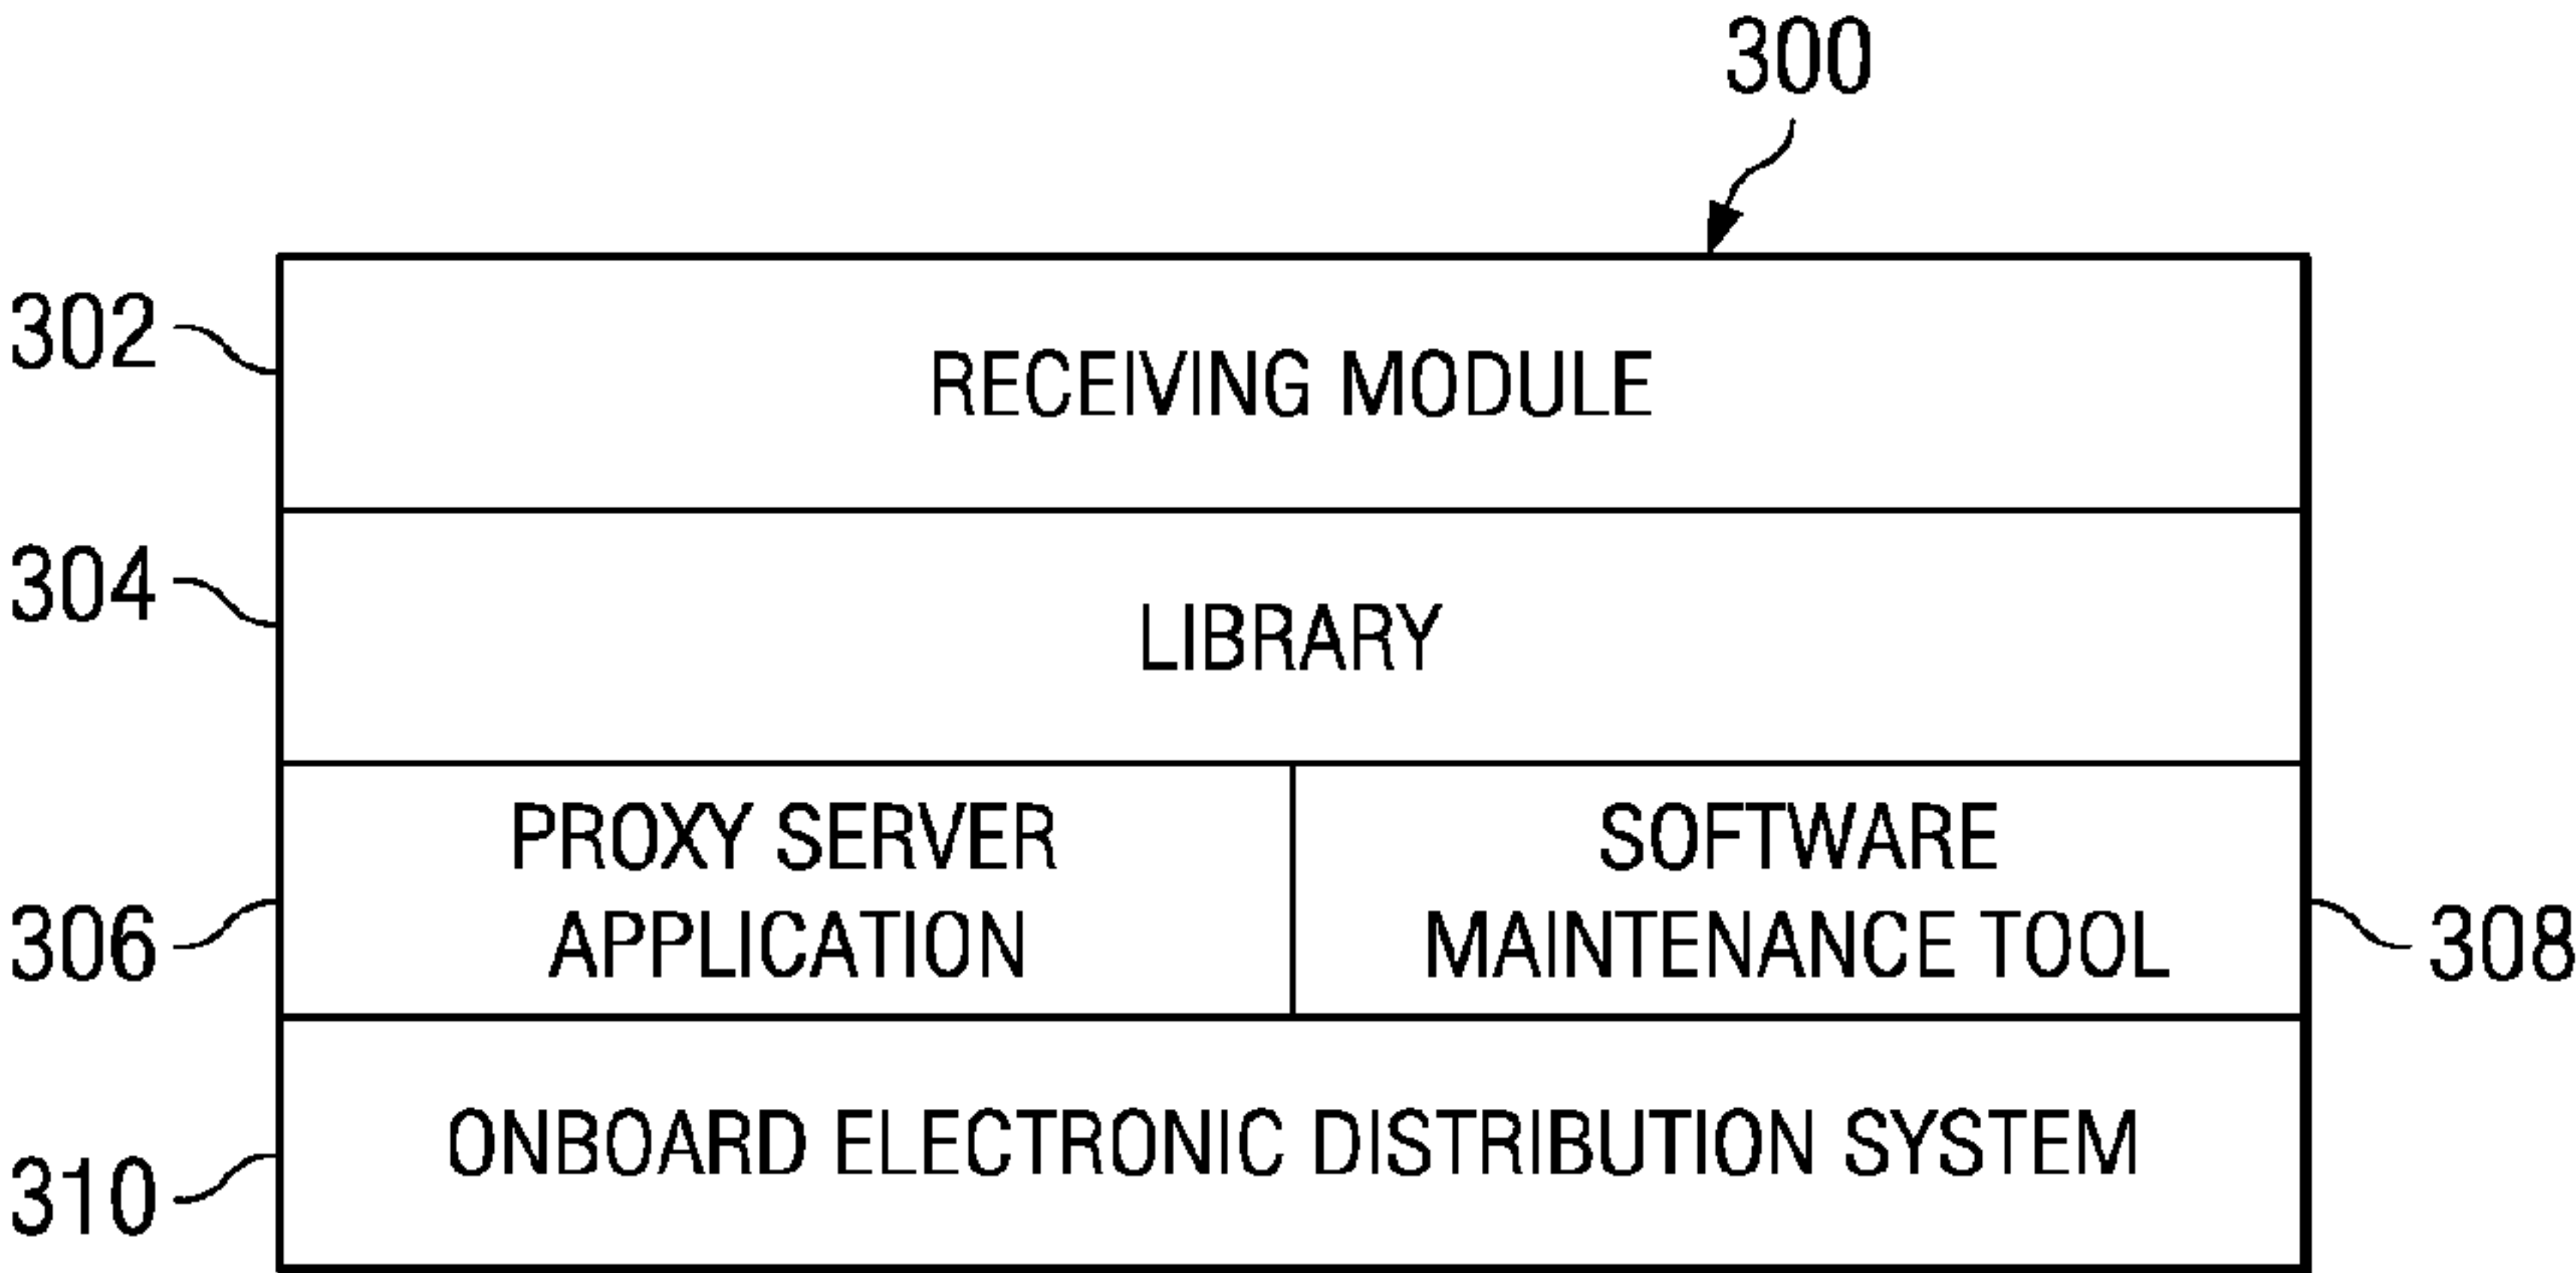 300
302
RECEIVING MODULE
304
LIBRARY
306
PROXY SERVER
APPLICATION
SOFTWARE
MAINTENANCE TOOL
308
310
ONBOARD ELECTRONIC DISTRIBUTION SYSTEM